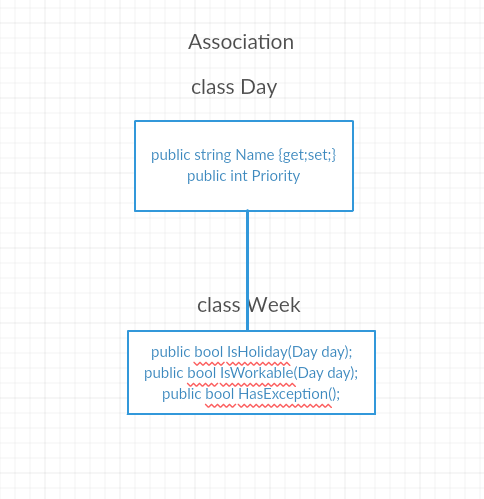 Association
class Day
public string Name {get;set;}
public int Priority
class Week
public bool IsHoliday(Day day);
public bool IsWorkable(Day day);
public bool HasException();